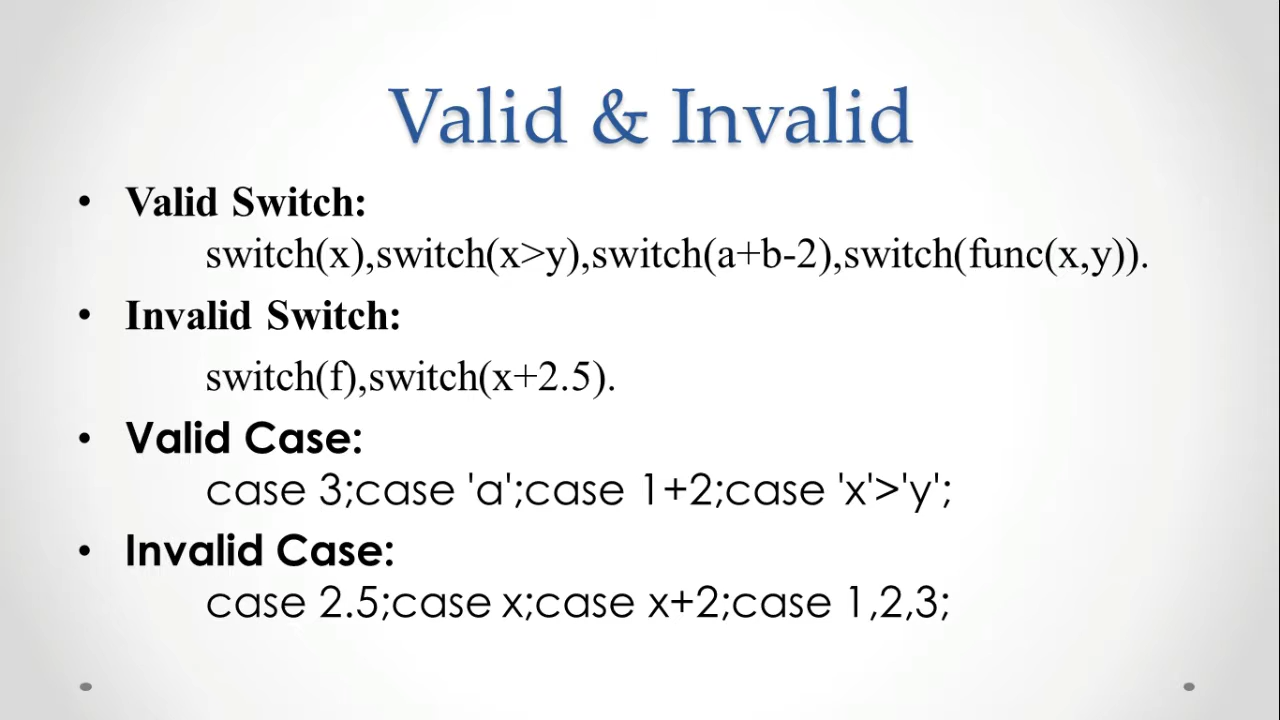 Valid & Invalid
• Valid Switch:
switch(x),switch(x>y),switch(a+b-2),switch(func(x,y)).
• Invalid Switch:
switch(f),switch(x+2.5).
• Valid Case:
case 3;case 'a';case 1+2;case 'x'>'y';
• Invalid Case:
case 2.5;case x;case x+2;case 1,2,3;